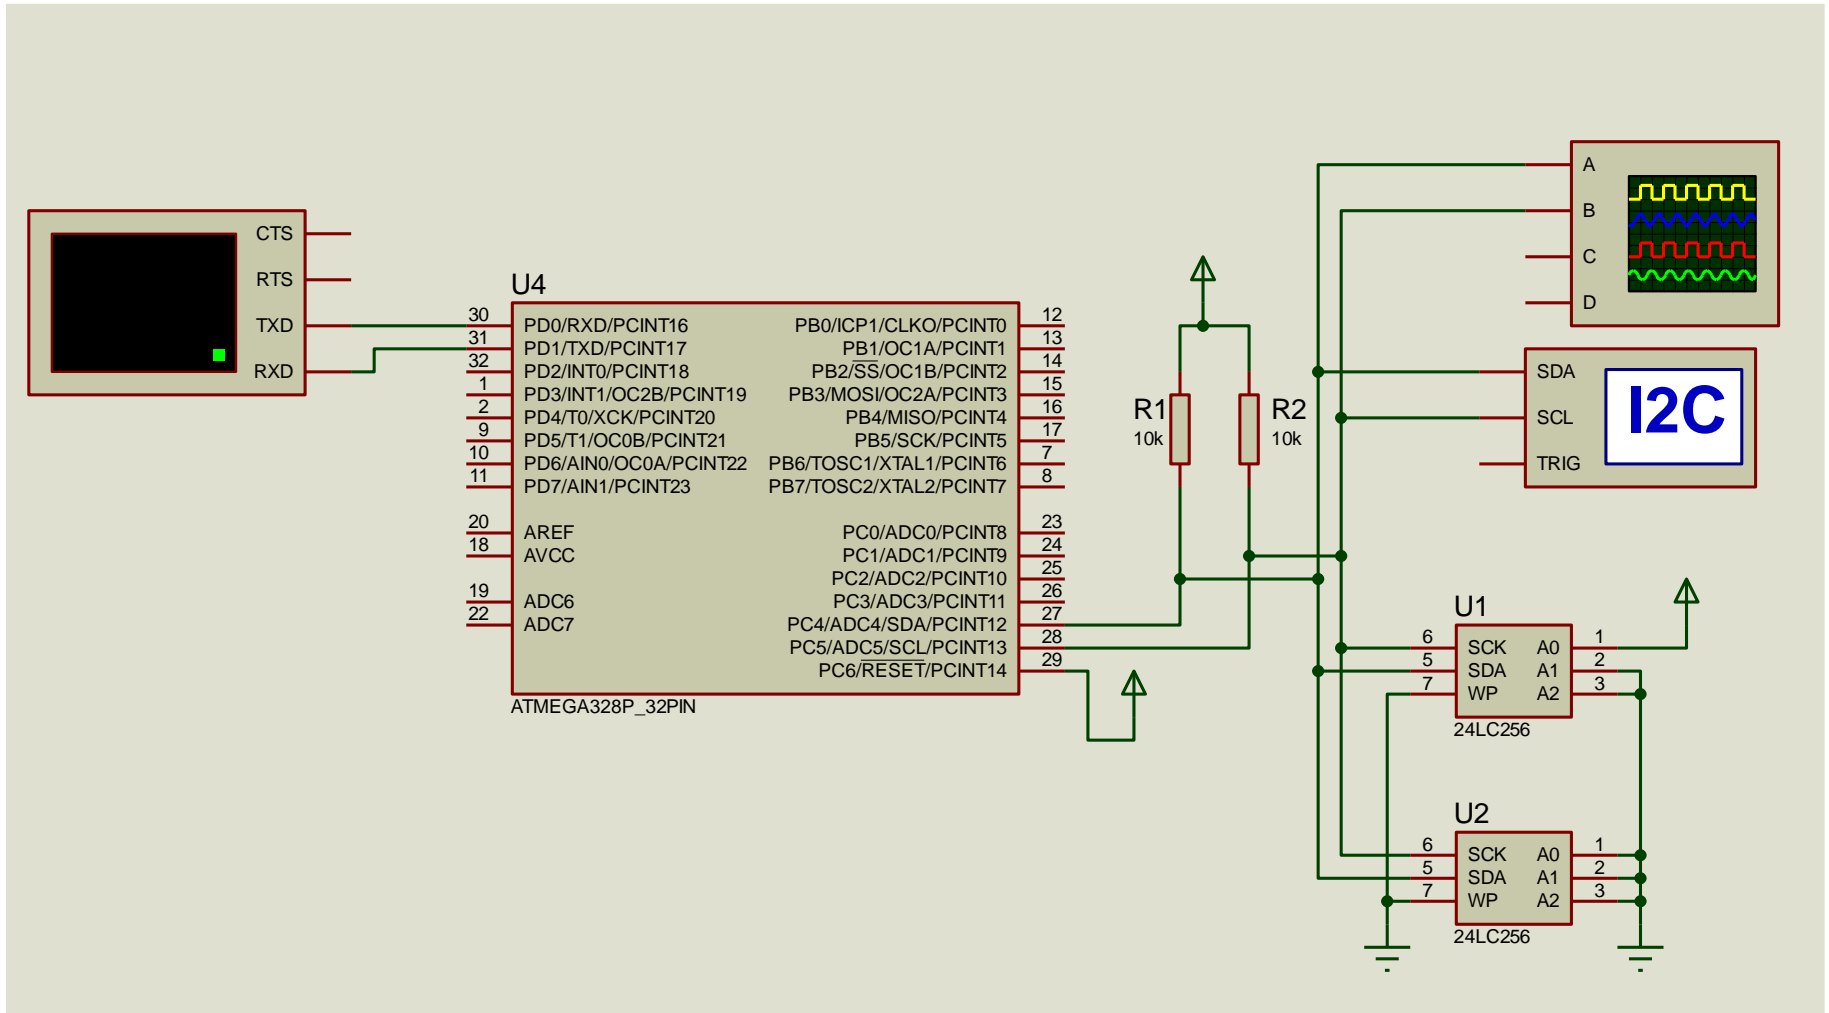 CTS
RTS
TXD
RXD
U4
30 PD0/RXD/PCINT16
31 PD1/TXD/PCINT17
32 PD2/INT0/PCINT18
1 PD3/INT1/OC2B/PCINT19
2 PD4/T0/XCK/PCINT20
9 PD5/T1/OC0B/PCINT21
10 PD6/AIN0/OC0A/PCINT22
11 PD7/AIN1/PCINT23
20 AREF
18 AVCC
19 ADC6
22 ADC7
PB0/ICP1/CLKO/PCINT0 12
PB1/OC1A/PCINT1 13
PB2/SS/OC1B/PCINT2 14
PB3/MOSI/OC2A/PCINT3 15
PB4/MISO/PCINT4 16
PB5/SCK/PCINT5 17
PB6/TOSC1/XTAL1/PCINT6 7
PB7/TOSC2/XTAL2/PCINT7 8
PC0/ADC0/PCINT8 23
PC1/ADC1/PCINT9 24
PC2/ADC2/PCINT10 25
PC3/ADC3/PCINT11 26
PC4/ADC4/SDA/PCINT12 27
PC5/ADC5/SCL/PCINT13 28
PC6/RESET/PCINT14 29
ATMEGA328P_32PIN
R1
10k
R2
10k
A
B
C
D
SDA
SCL
TRIG
I2C
U1
6 SCK A0 1
5 SDA A1 2
7 WP A2 3
24LC256
U2
6 SCK A0 1
5 SDA A1 2
7 WP A2 3
24LC256